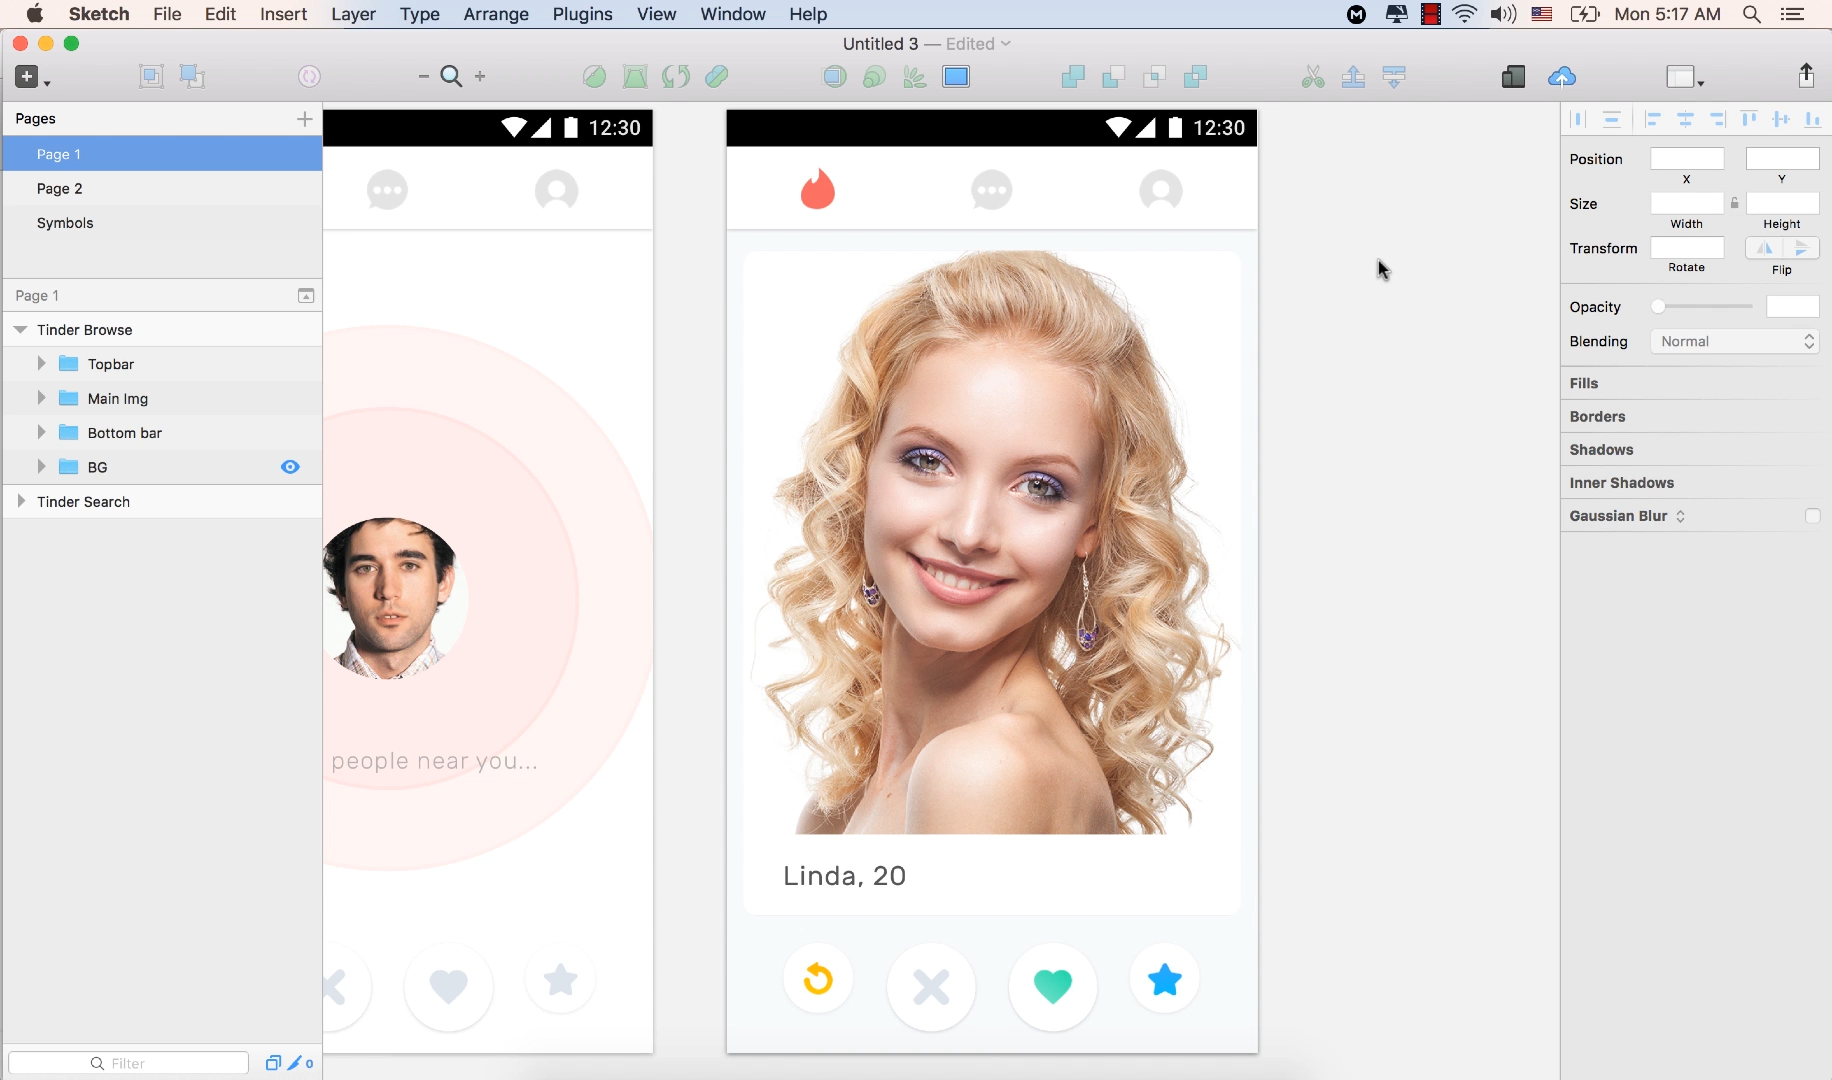 Sketch File Edit Insert Layer Type Arrange Plugins View Window Help Mon 5:17 AM
Untitled 3 — Edited
Pages
Page 1
Page 2
Symbols
Page 1
Tinder Browse
Topbar
Main Img
Bottom bar
BG
Tinder Search
Filter
0
12:30
people near you...
12:30
Linda, 20
Position
X
Y
Size
Width
Height
Transform
Rotate
Flip
Opacity
Blending
Normal
Fills
Borders
Shadows
Inner Shadows
Gaussian Blur